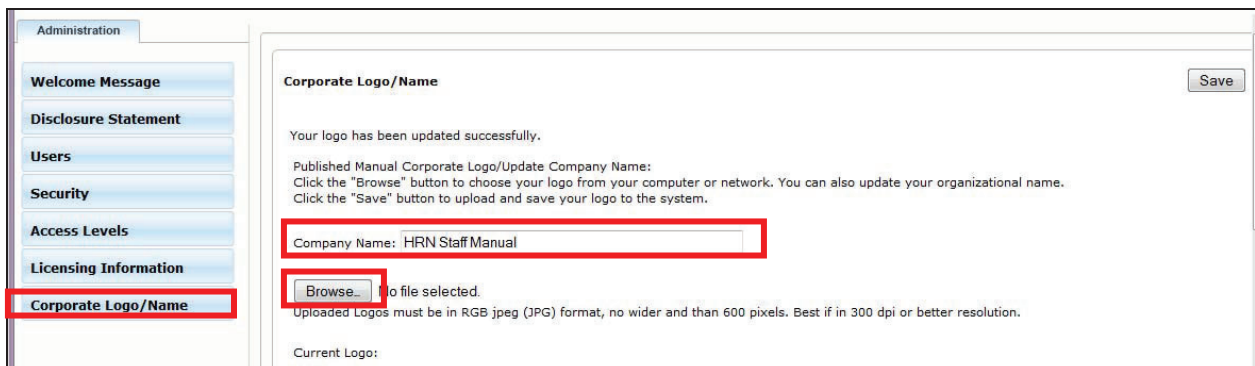 Administration
Welcome Message
Disclosure Statement
Users
Security
Access Levels
Licensing Information
Corporate Logo/Name
Corporate Logo/Name
Save
Your logo has been updated successfully.
Published Manual Corporate Logo/Update Company Name:
Click the "Browse" button to choose your logo from your computer or network. You can also update your organizational name.
Click the "Save" button to upload and save your logo to the system.
Company Name: HRN Staff Manual
Browse... No file selected.
Uploaded Logos must be in RGB jpeg (JPG) format, no wider and than 600 pixels. Best if in 300 dpi or better resolution.
Current Logo: